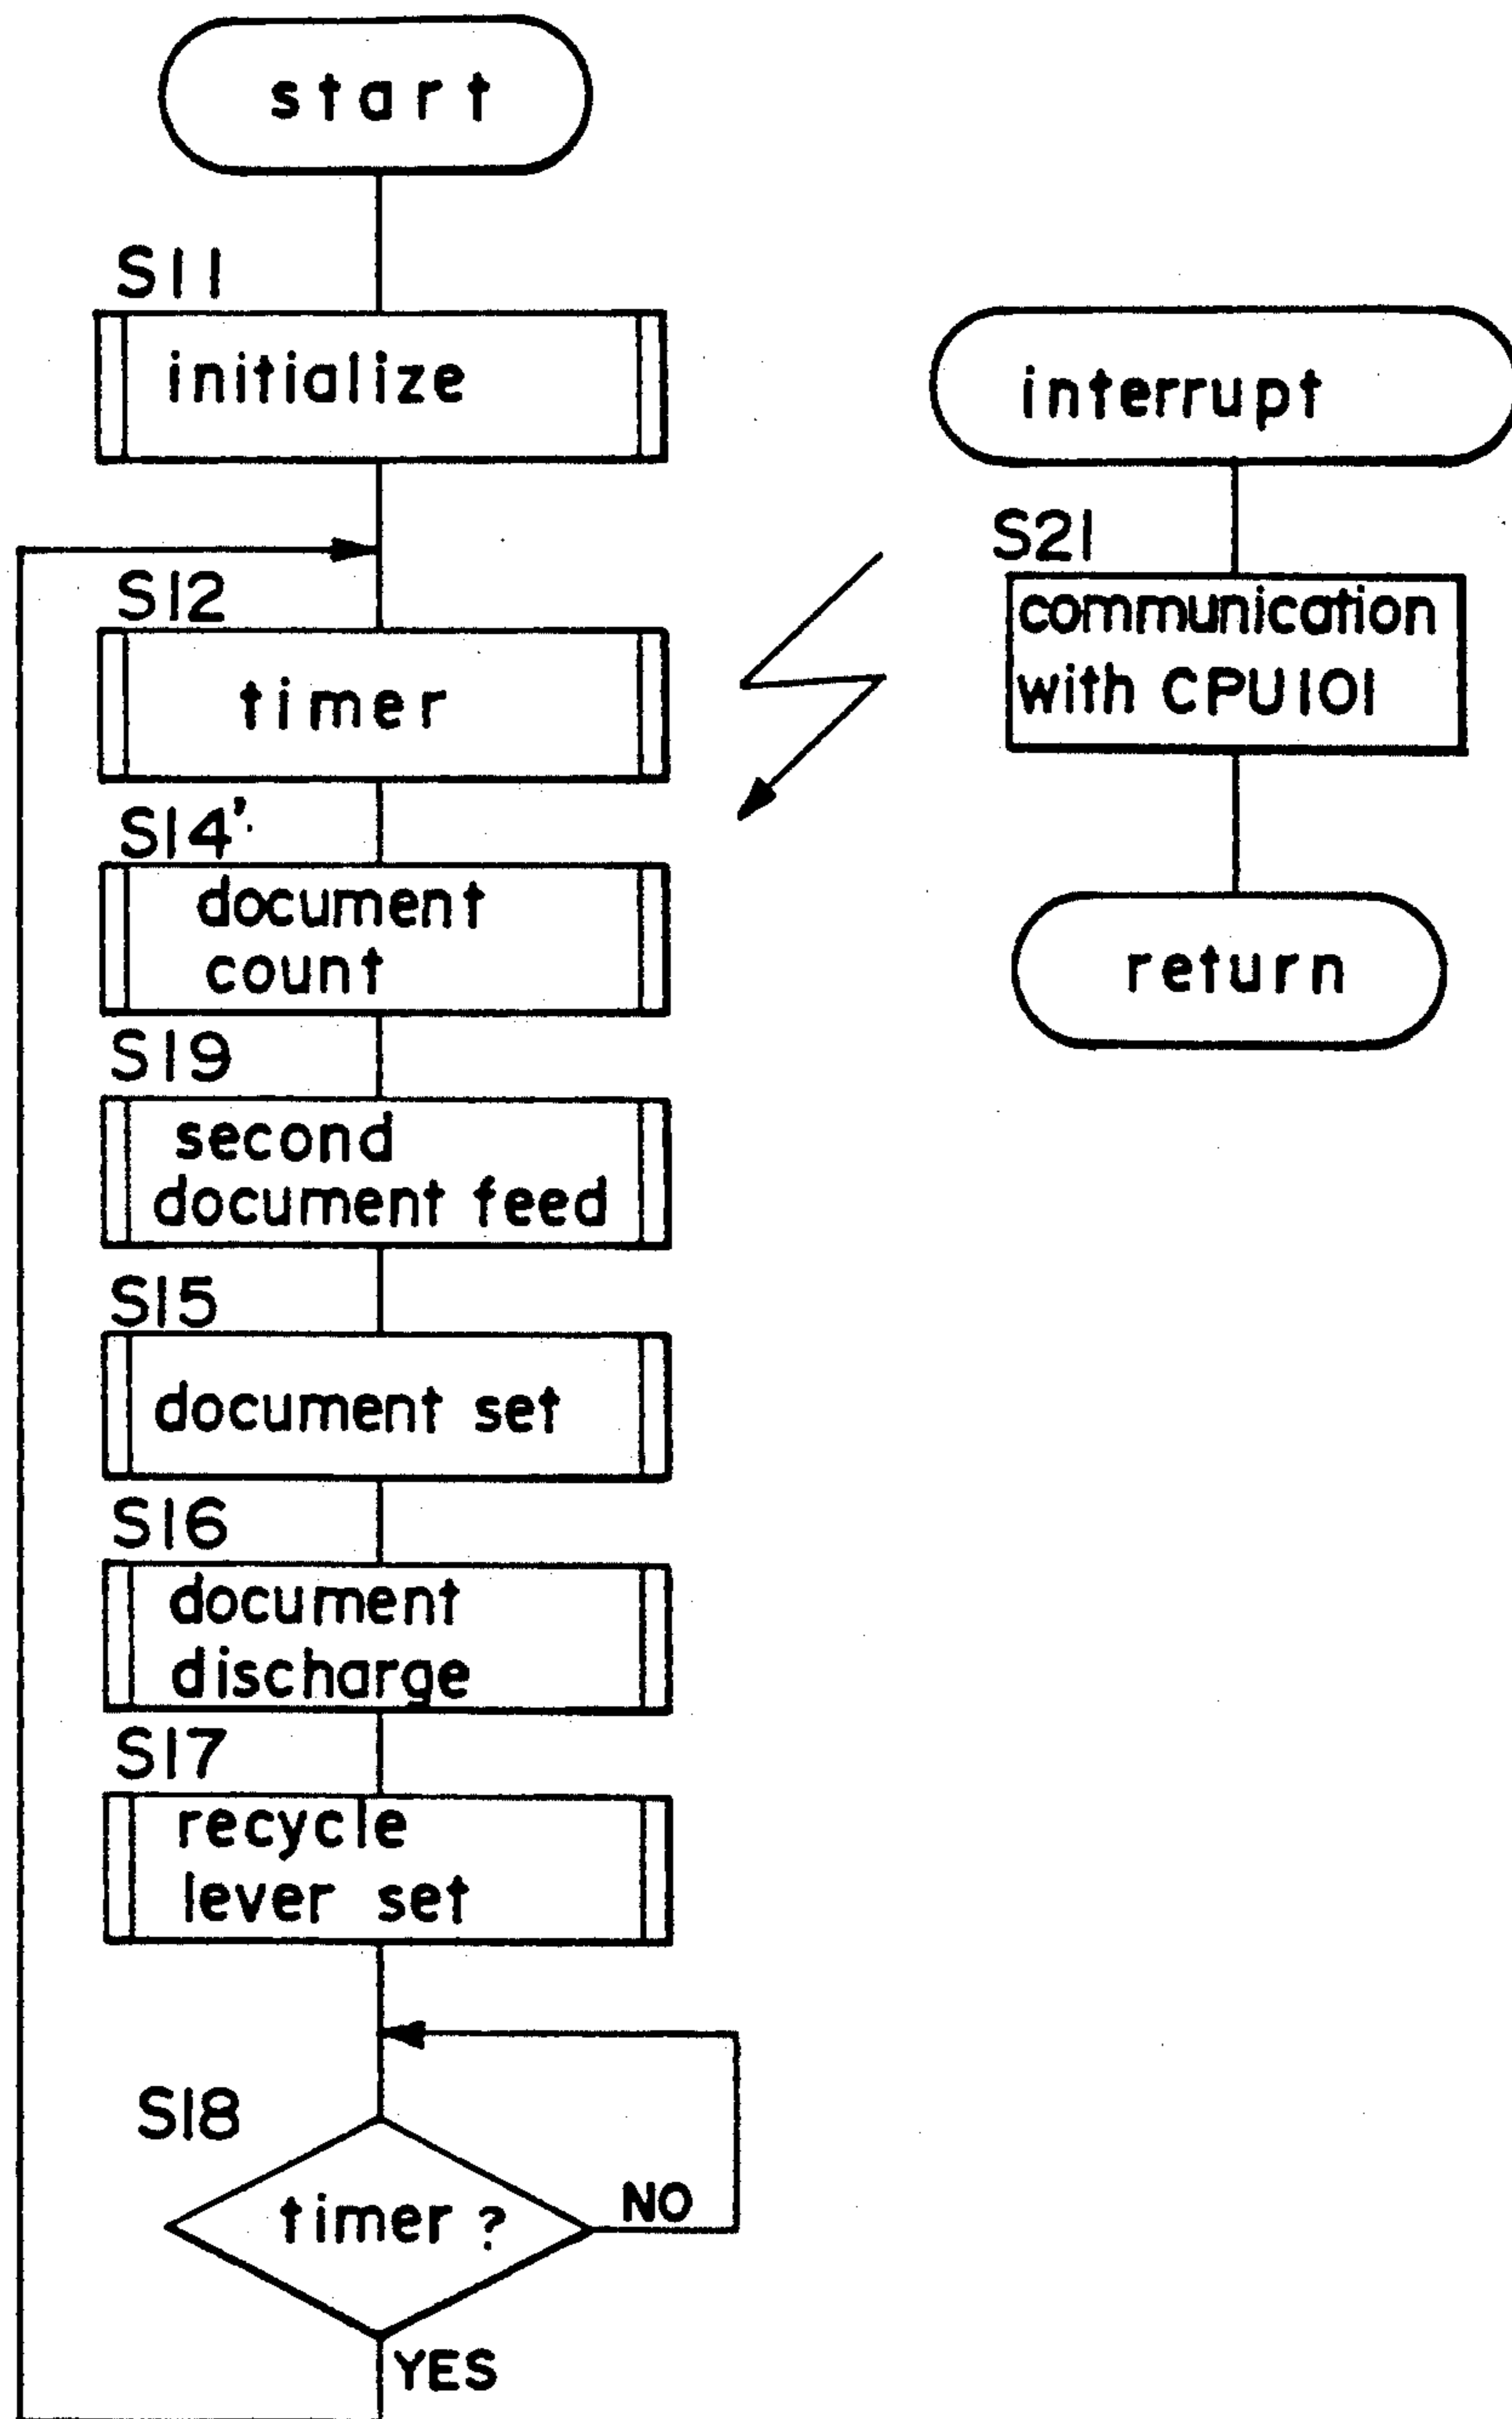 start
S11
initialize
S12
timer
S14'
document
count
S19
second
document feed
S15
document set
S16
document
discharge
S17
recycle
lever set
S18
timer ?
NO
YES
interrupt
S21
communication
with CPU101
return